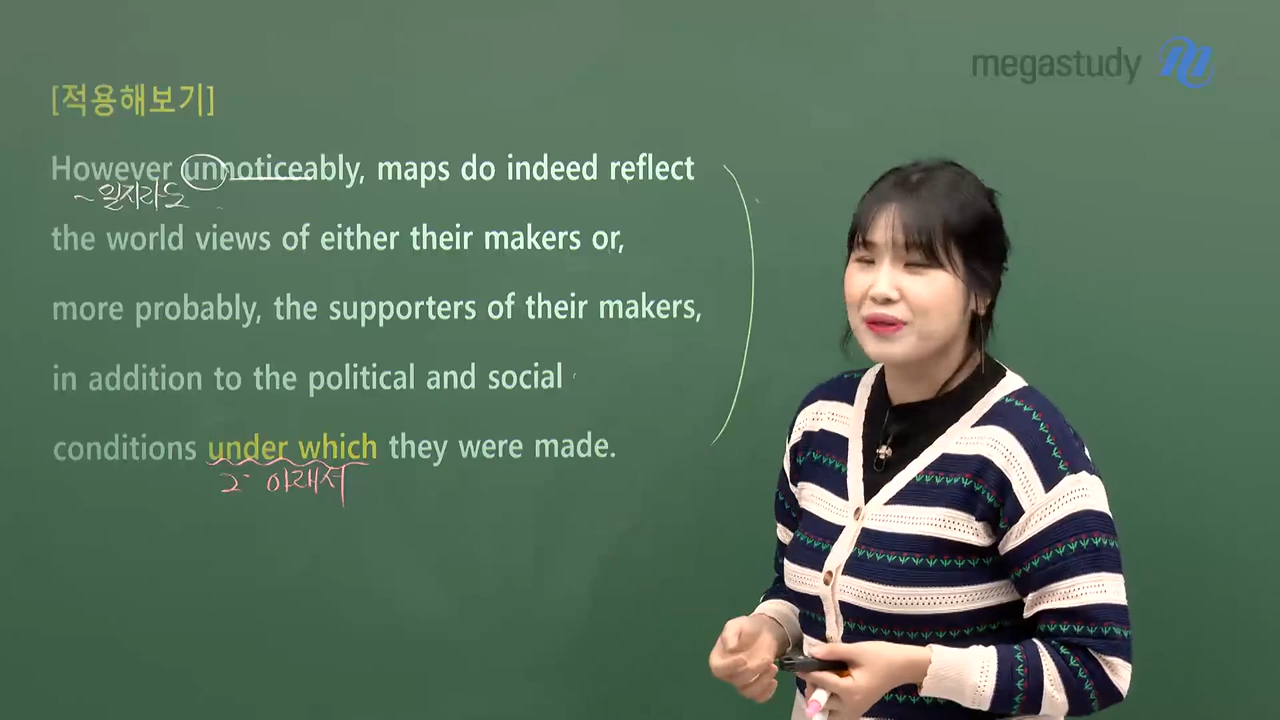 megastudy
[적용해보기]
However unnoticeably, maps do indeed reflect
~일지라도
the world views of either their makers or,
more probably, the supporters of their makers,
in addition to the political and social
conditions under which they were made.
그 아래서